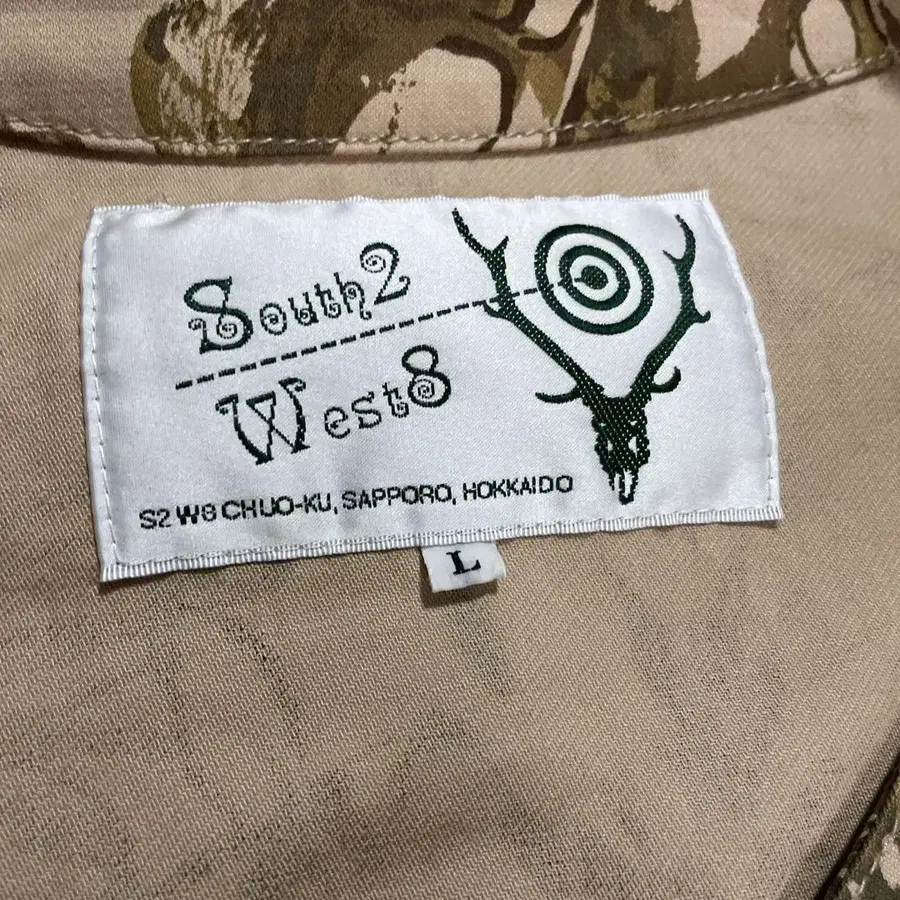 South2
West8
S2 W8 CHUO-KU, SAPPORO, HOKKAIDO
L